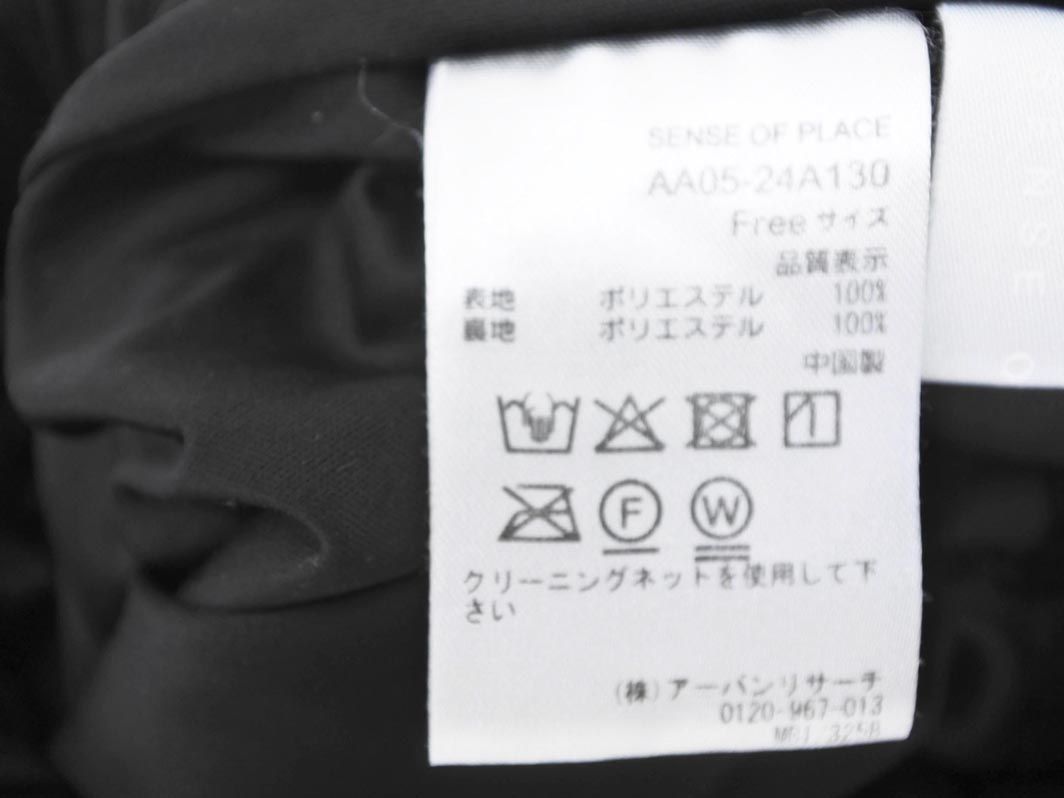 SENSE OF PLACE
AA05-24A130
Free サイズ
品質表示
表地 ポリエステル 100%
裏地 ポリエステル 100%
中国製
F W
クリーニングネットを使用して下
さい
(株)アーバンリサーチ
0120-967-013